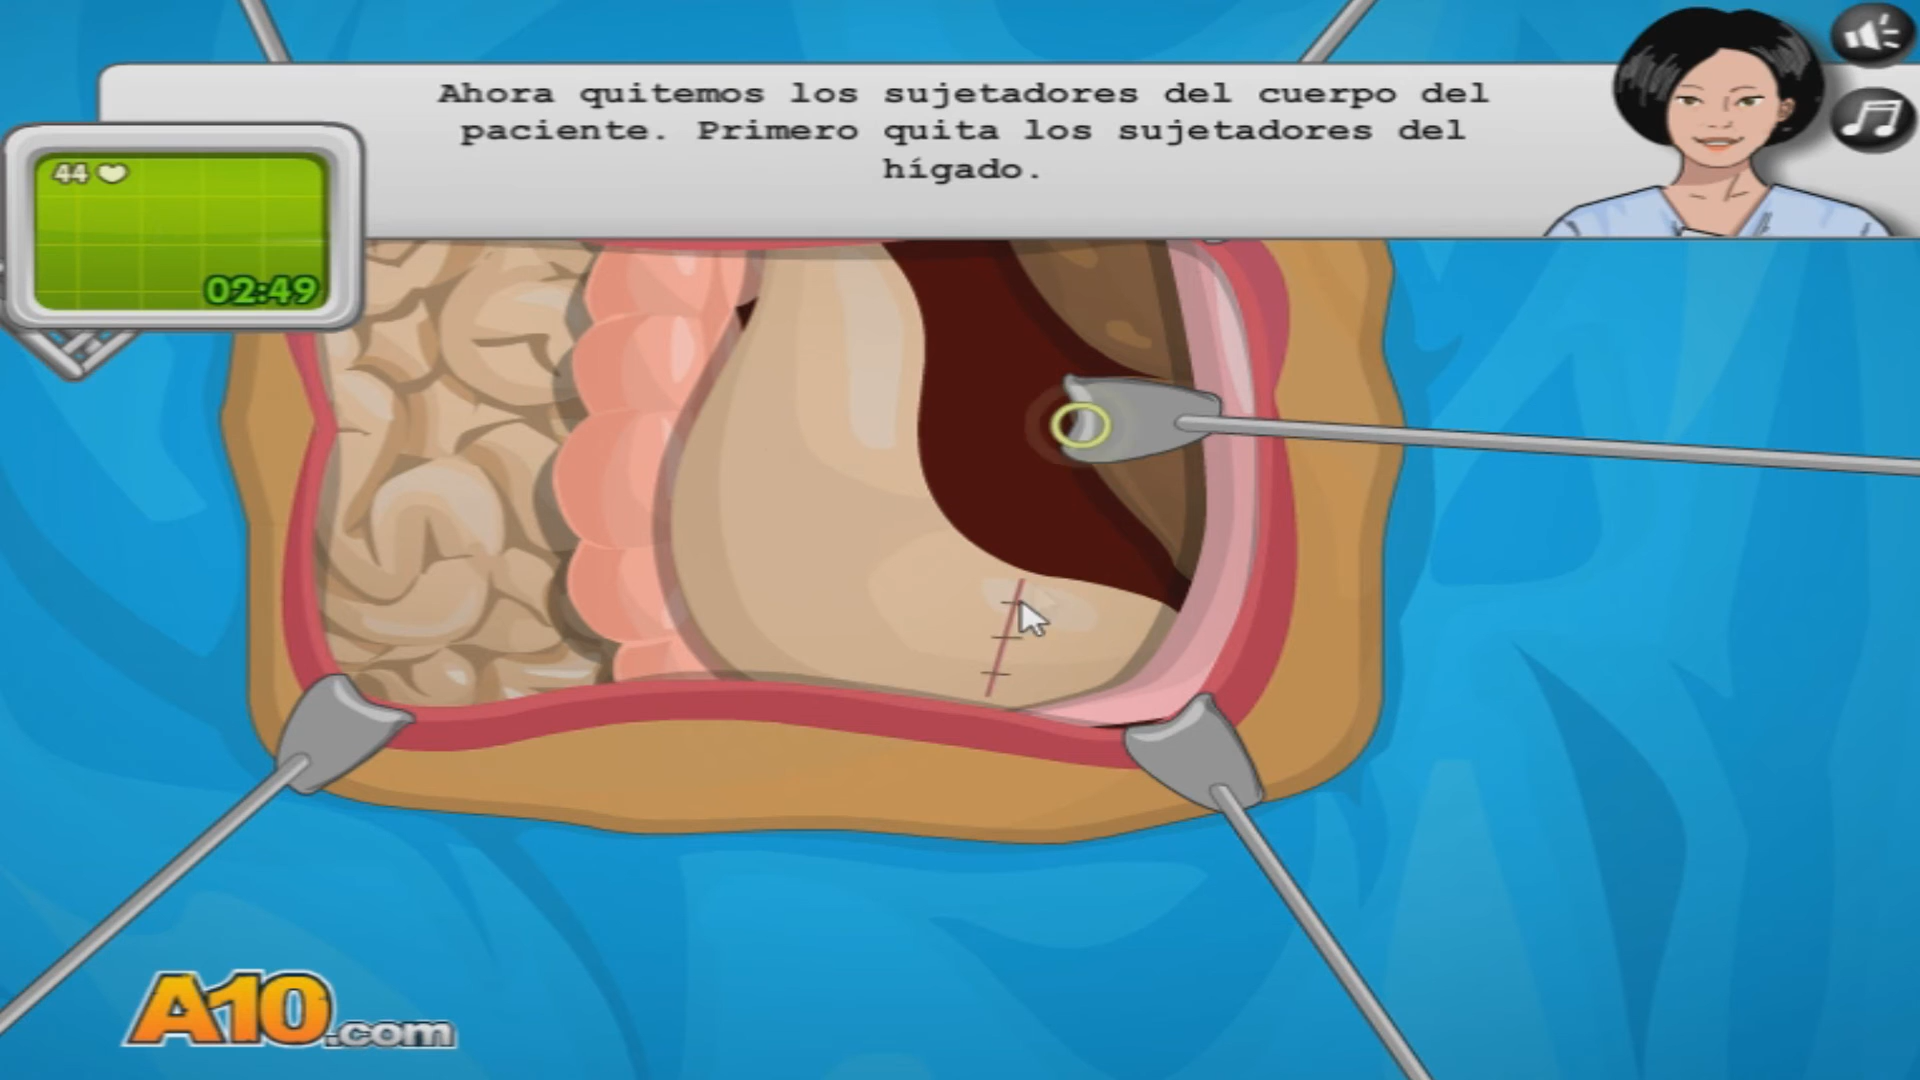 Ahora quitemos los sujetadores del cuerpo del
paciente. Primero quita los sujetadores del
hígado.
44
02:49
A10.com